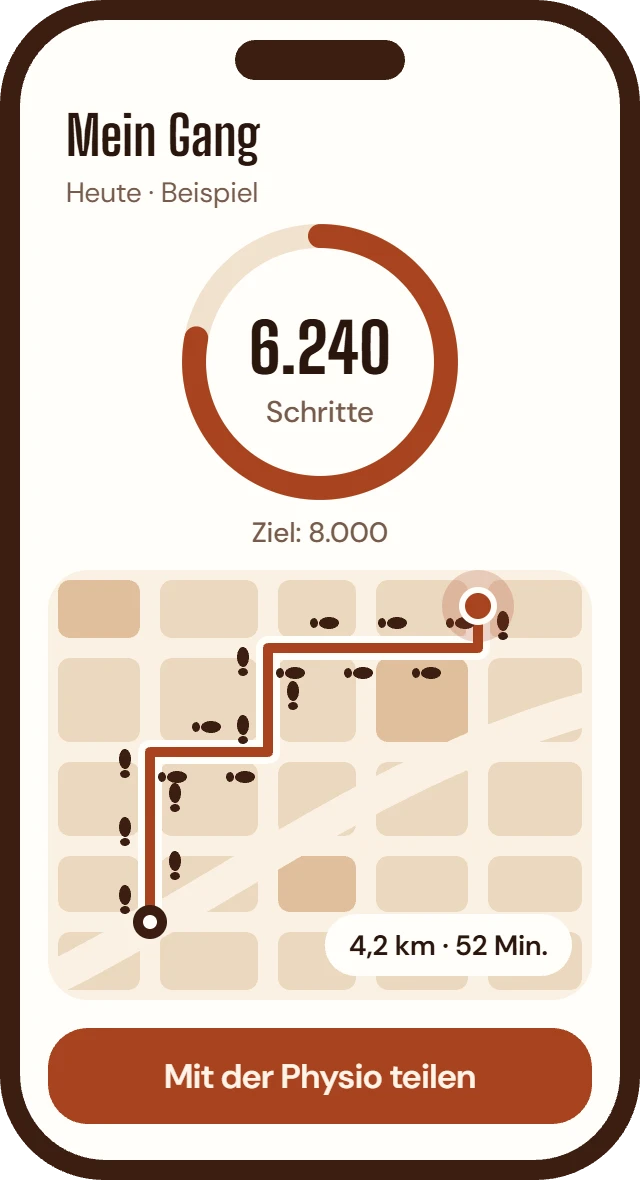 Mein Gang
Heute · Beispiel
6.240
Schritte
Ziel: 8.000
4,2 km · 52 Min.
Mit der Physio teilen